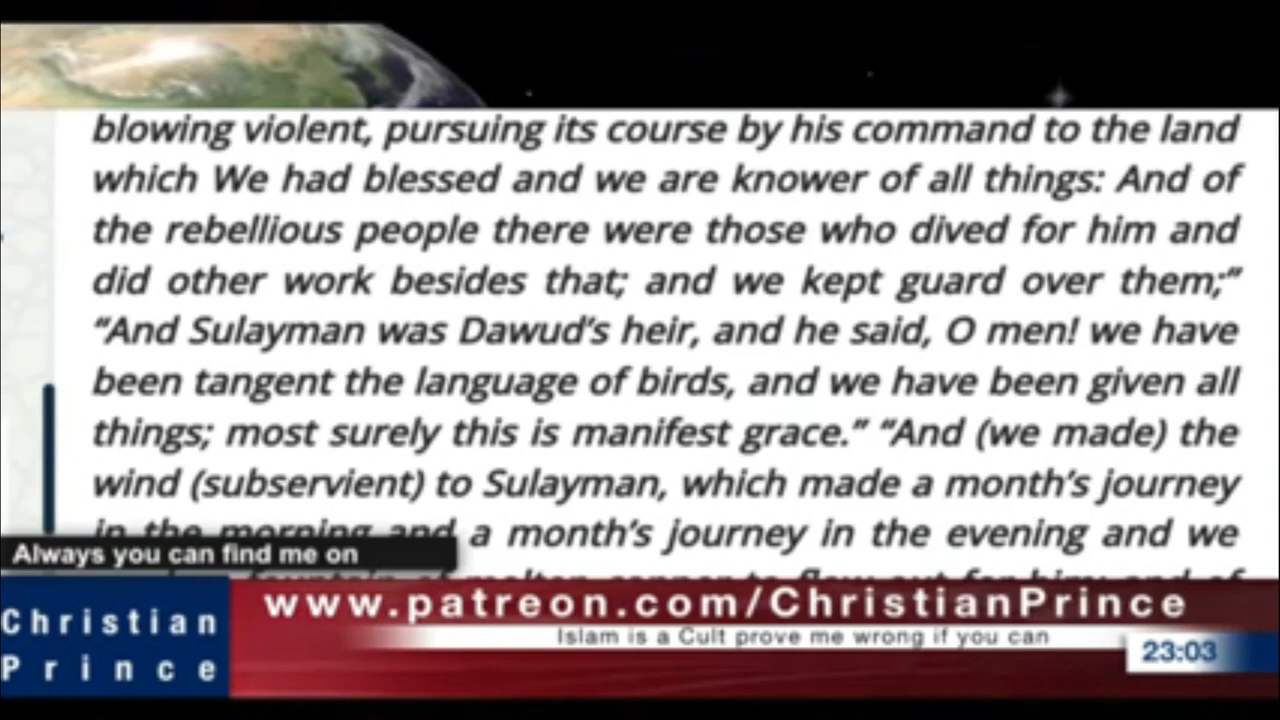 blowing violent, pursuing its course by his command to the land
which We had blessed and we are knower of all things: And of
the rebellious people there were those who dived for him and
did other work besides that; and we kept guard over them;”
“And Sulayman was Dawud’s heir, and he said, O men! we have
been tangent the language of birds, and we have been given all
things; most surely this is manifest grace.” “And (we made) the
wind (subservient) to Sulayman, which made a month’s journey
in the morning and a month’s journey in the evening and we
Always you can find me on
www.patreon.com/ChristianPrince
Islam is a Cult prove me wrong if you can
Christian
Prince
23:03